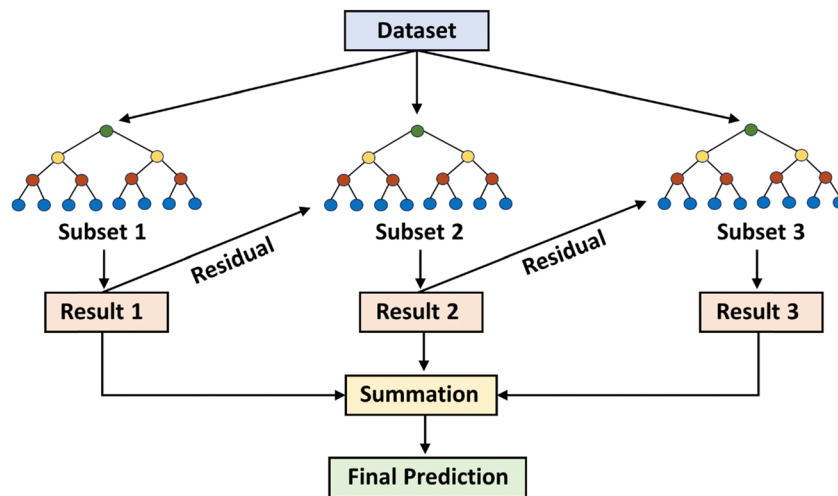 Dataset
Subset 1
Subset 2
Subset 3
Residual
Residual
Result 1
Result 2
Result 3
Summation
Final Prediction